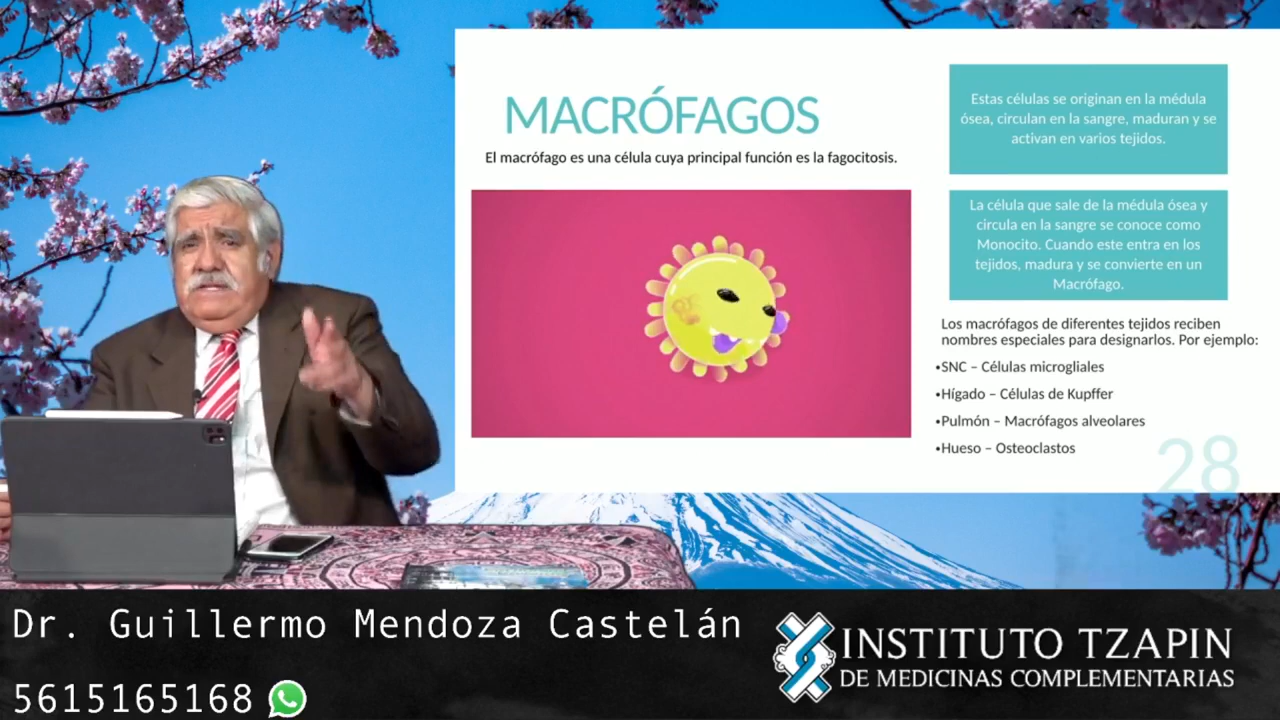 MACRÓFAGOS
El macrófago es una célula cuya principal función es la fagocitosis.
Estas células se originan en la médula
ósea, circulan en la sangre, maduran y se
activan en varios tejidos.
La célula que sale de la médula ósea y
circula en la sangre se conoce como
Monocito. Cuando este entra en los
tejidos, madura y se convierte en un
Macrófago.
Los macrófagos de diferentes tejidos reciben
nombres especiales para designarlos. Por ejemplo:
•SNC – Células microgliales
•Hígado – Células de Kupffer
•Pulmón – Macrófagos alveolares
•Hueso – Osteoclastos
28
Dr. Guillermo Mendoza Castelán
5615165168
INSTITUTO TZAPIN
DE MEDICINAS COMPLEMENTARIAS